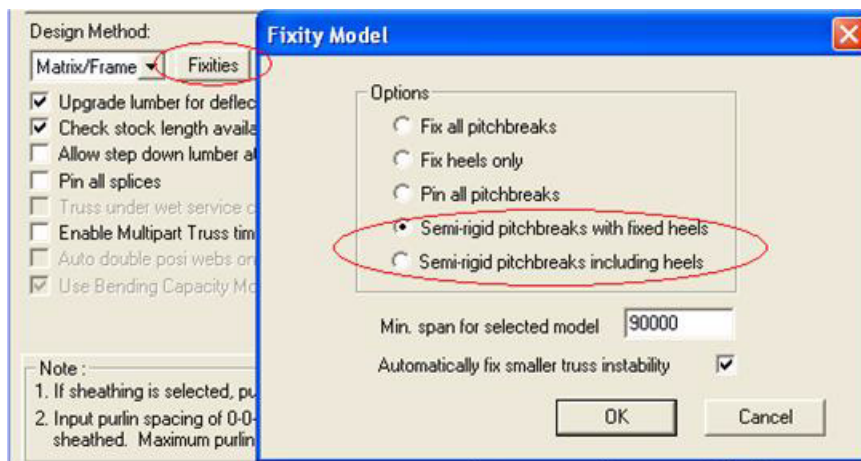 Design Method:
Matrix/Frame
Fixities
Upgrade lumber for deflec
Check stock length availa
Allow step down lumber at
Pin all splices
Truss under wet service c
Enable Multipart Truss tim
Auto double posi webs on
Use Bending Capacity Mo
Note :
1. If sheathing is selected, pu
2. Input purlin spacing of 0-0-
sheathed. Maximum purlin
Fixity Model
Options
Fix all pitchbreaks
Fix heels only
Pin all pitchbreaks
Semi-rigid pitchbreaks with fixed heels
Semi-rigid pitchbreaks including heels
Min. span for selected model 90000
Automatically fix smaller truss instability
OK Cancel